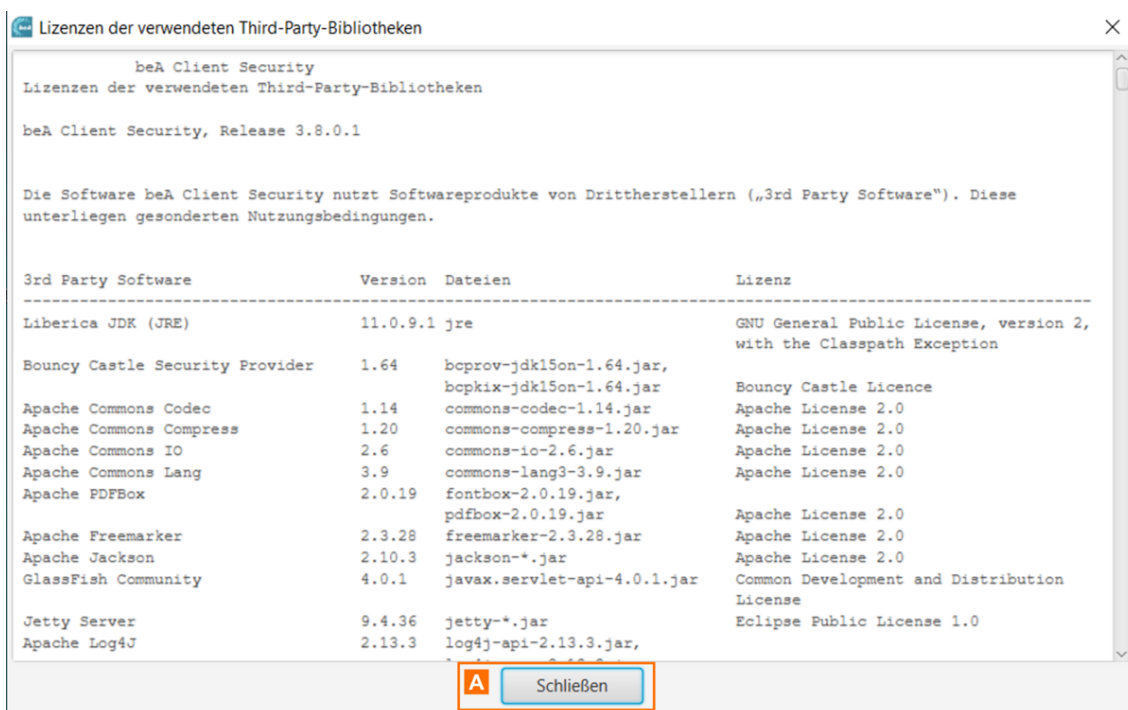 Lizenzen der verwendeten Third-Party-Bibliotheken
beA Client Security
Lizenzen der verwendeten Third-Party-Bibliotheken
beA Client Security, Release 3.8.0.1
Die Software beA Client Security nutzt Softwareprodukte von Drittherstellern („3rd Party Software“). Diese
unterliegen gesonderten Nutzungsbedingungen.
3rd Party Software Version Dateien Lizenz
Liberica JDK (JRE) 11.0.9.1 jre GNU General Public License, version 2,
with the Classpath Exception
Bouncy Castle Security Provider 1.64 bcprov-jdk15on-1.64.jar,
bcpkix-jdk15on-1.64.jar Bouncy Castle Licence
Apache Commons Codec 1.14 commons-codec-1.14.jar Apache License 2.0
Apache Commons Compress 1.20 commons-compress-1.20.jar Apache License 2.0
Apache Commons IO 2.6 commons-io-2.6.jar Apache License 2.0
Apache Commons Lang 3.9 commons-lang3-3.9.jar Apache License 2.0
Apache PDFBox 2.0.19 fontbox-2.0.19.jar,
pdfbox-2.0.19.jar Apache License 2.0
Apache Freemarker 2.3.28 freemarker-2.3.28.jar Apache License 2.0
Apache Jackson 2.10.3 jackson-*.jar Apache License 2.0
GlassFish Community 4.0.1 javax.servlet-api-4.0.1.jar Common Development and Distribution
License
Jetty Server 9.4.36 jetty-*.jar Eclipse Public License 1.0
Apache Log4J 2.13.3 log4j-api-2.13.3.jar,
A Schließen